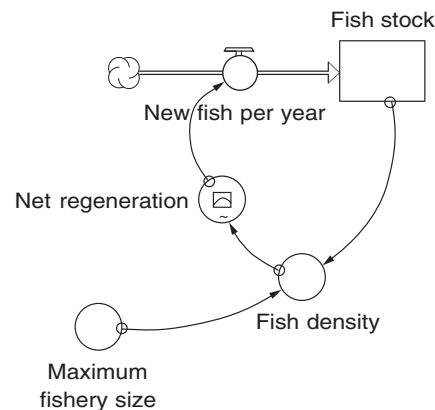 Fish stock
New fish per year
Net regeneration
~
Fish density
Maximum
fishery size